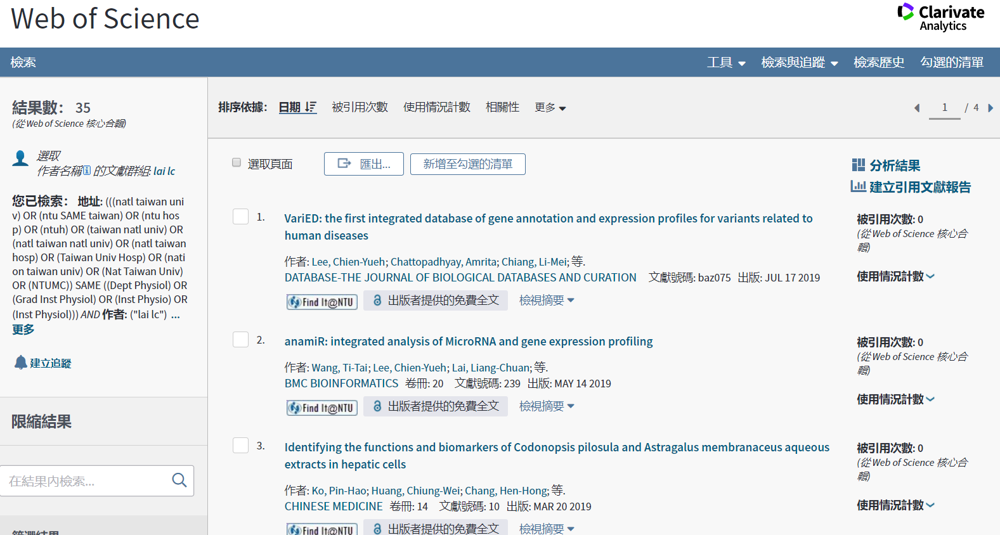 Web of Science
Clarivate
Analytics
檢索
工具
檢索與追蹤
檢索歷史
勾選的清單
結果數： 35
(從 Web of Science 核心合輯)
選取
作者名稱 的文獻群組: lai lc
您已檢索： 地址: (((natl taiwan uni
v) OR (ntu SAME taiwan) OR (ntu hos
p) OR (ntuh) OR (taiwan natl univ) OR
(natl taiwan natl univ) OR (natl taiwan
hosp) OR (Taiwan Univ Hosp) OR (nati
on taiwan univ) OR (Nat Taiwan Univ)
OR (NTUMC)) SAME ((Dept Physiol) OR
(Grad Inst Physiol) OR (Inst Physio) OR
(Inst Physiol))) AND 作者: ("lai lc") ...
更多
建立追蹤
限縮結果
在結果內檢索...
篩選結果
排序依據： 日期 被引用次數 使用情況計數 相關性 更多
1 / 4
選取頁面
匯出...
新增至勾選的清單
分析結果
建立引用文獻報告
1. VariED: the first integrated database of gene annotation and expression profiles for variants related to
human diseases
作者: Lee, Chien-Yueh; Chattopadhyay, Amrita; Chiang, Li-Mei; 等.
DATABASE-THE JOURNAL OF BIOLOGICAL DATABASES AND CURATION 文獻號碼: baz075 出版: JUL 17 2019
Find It@NTU 出版者提供的免費全文 檢視摘要
被引用次數: 0
(從 Web of Science 核心合
輯)
使用情況計數
2. anamiR: integrated analysis of MicroRNA and gene expression profiling
作者: Wang, Ti-Tai; Lee, Chien-Yueh; Lai, Liang-Chuan; 等.
BMC BIOINFORMATICS 卷冊: 20 文獻號碼: 239 出版: MAY 14 2019
Find It@NTU 出版者提供的免費全文 檢視摘要
被引用次數: 0
(從 Web of Science 核心合
輯)
使用情況計數
3. Identifying the functions and biomarkers of Codonopsis pilosula and Astragalus membranaceus aqueous
extracts in hepatic cells
作者: Ko, Pin-Hao; Huang, Chiung-Wei; Chang, Hen-Hong; 等.
CHINESE MEDICINE 卷冊: 14 文獻號碼: 10 出版: MAR 20 2019
Find It@NTU 出版者提供的免費全文 檢視摘要
被引用次數: 0
(從 Web of Science 核心合
輯)
使用情況計數